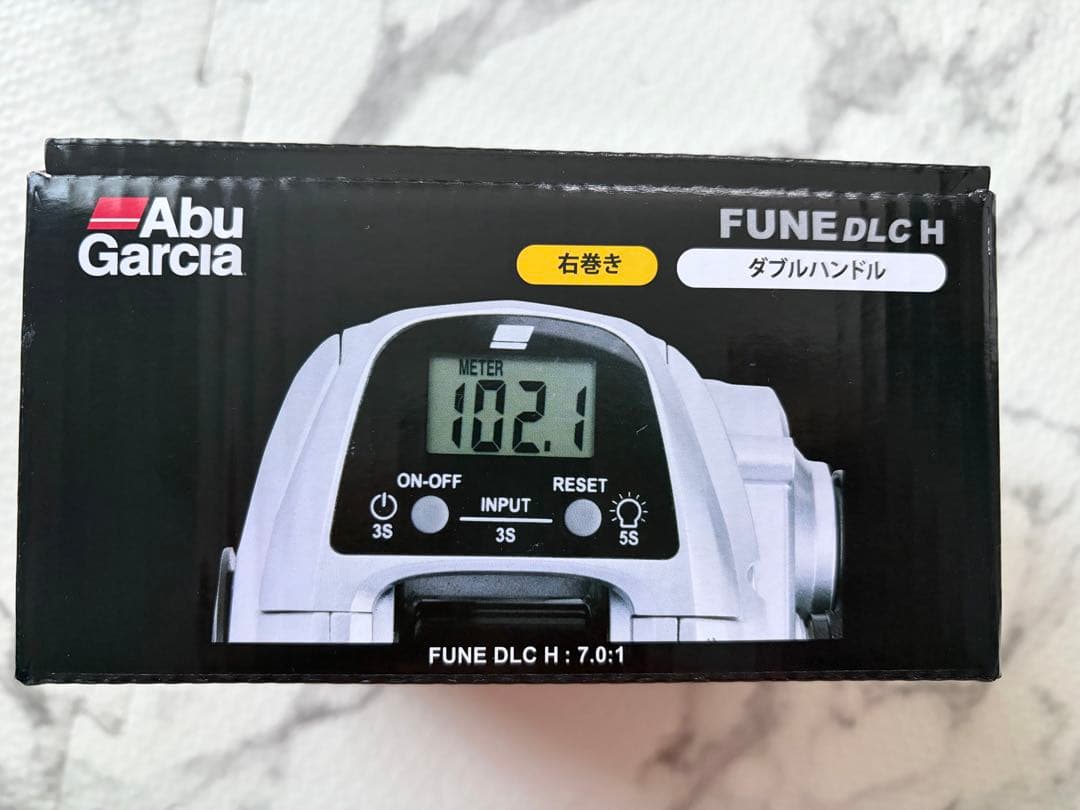 Abu
Garcia
FUNE DLC H
右巻き
ダブルハンドル
METER
102.1
ON-OFF
RESET
INPUT
3S
3S
5S
FUNE DLC H : 7.0:1